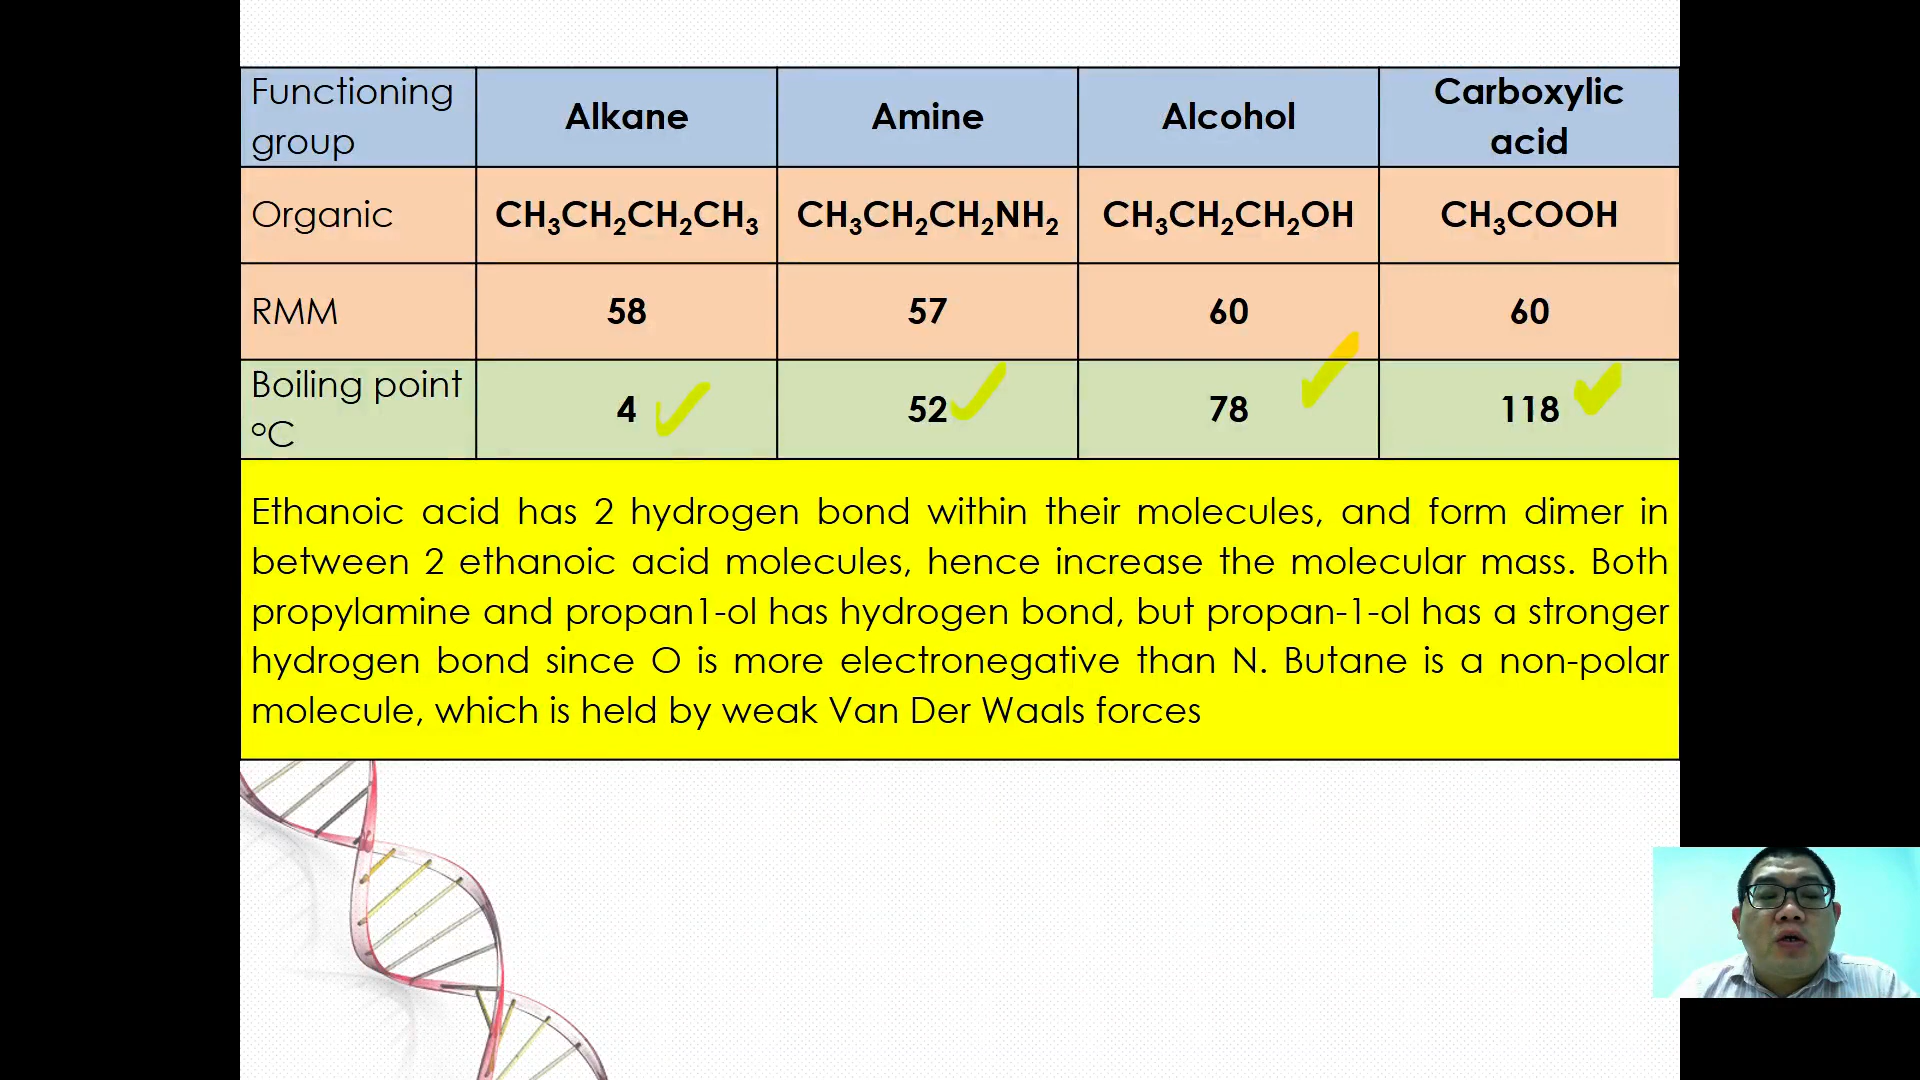 Functioning group
Alkane
Amine
Alcohol
Carboxylic acid
Organic
CH₃CH₂CH₂CH₃
CH₃CH₂CH₂NH₂
CH₃CH₂CH₂OH
CH₃COOH
RMM
58
57
60
60
Boiling point °C
4
52
78
118
Ethanoic acid has 2 hydrogen bond within their molecules, and form dimer in
between 2 ethanoic acid molecules, hence increase the molecular mass. Both
propylamine and propan1-ol has hydrogen bond, but propan-1-ol has a stronger
hydrogen bond since O is more electronegative than N. Butane is a non-polar
molecule, which is held by weak Van Der Waals forces